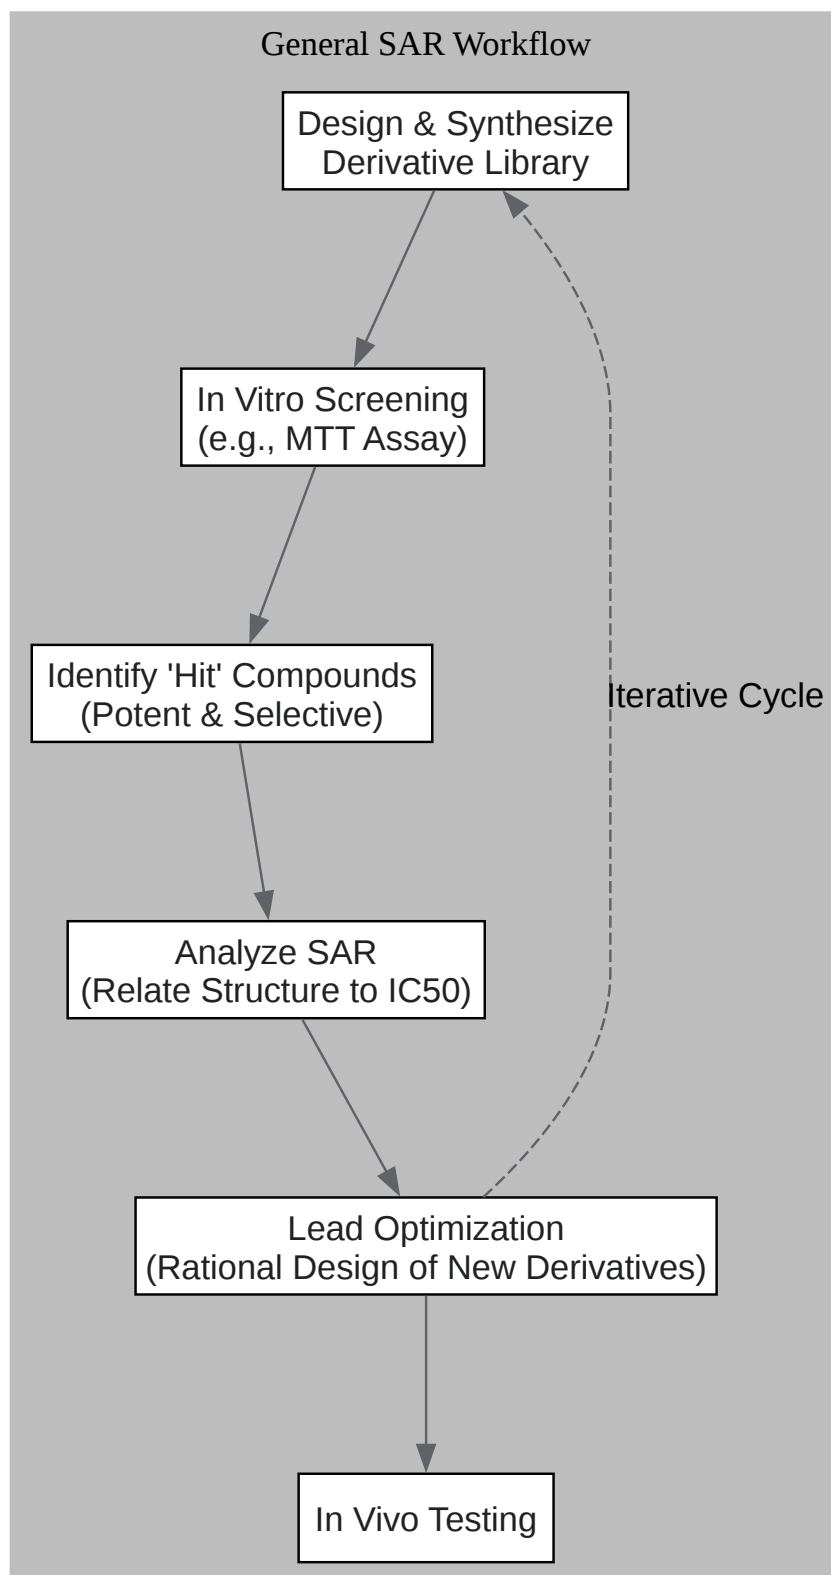 General SAR Workflow
Design & Synthesize
Derivative Library
In Vitro Screening
(e.g., MTT Assay)
Identify 'Hit' Compounds
(Potent & Selective)
Iterative Cycle
Analyze SAR
(Relate Structure to IC50)
Lead Optimization
(Rational Design of New Derivatives)
In Vivo Testing